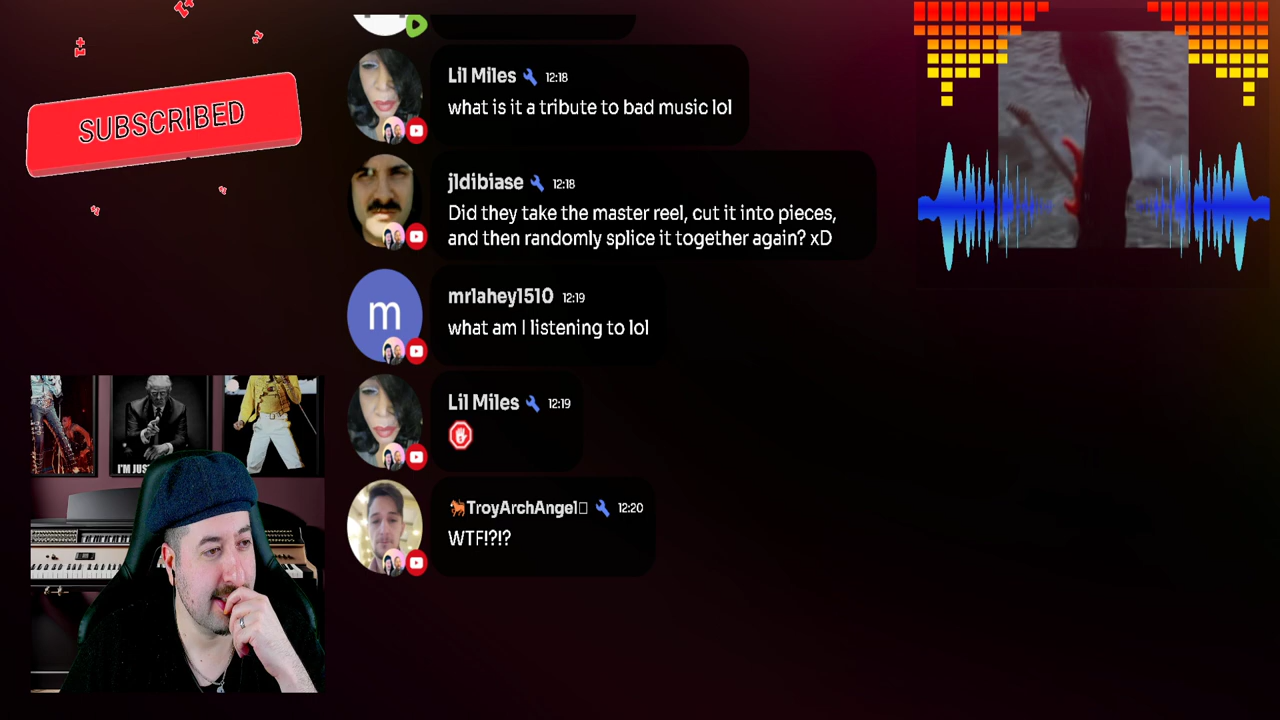 SUBSCRIBED
Lil Miles 12:18
what is it a tribute to bad music lol
jldibiase 12:18
Did they take the master reel, cut it into pieces,
and then randomly splice it together again? xD
m
mrlahey1510 12:19
what am I listening to lol
Lil Miles 12:19
TroyArchAngel 12:20
WTF!?!?
I'M JUS